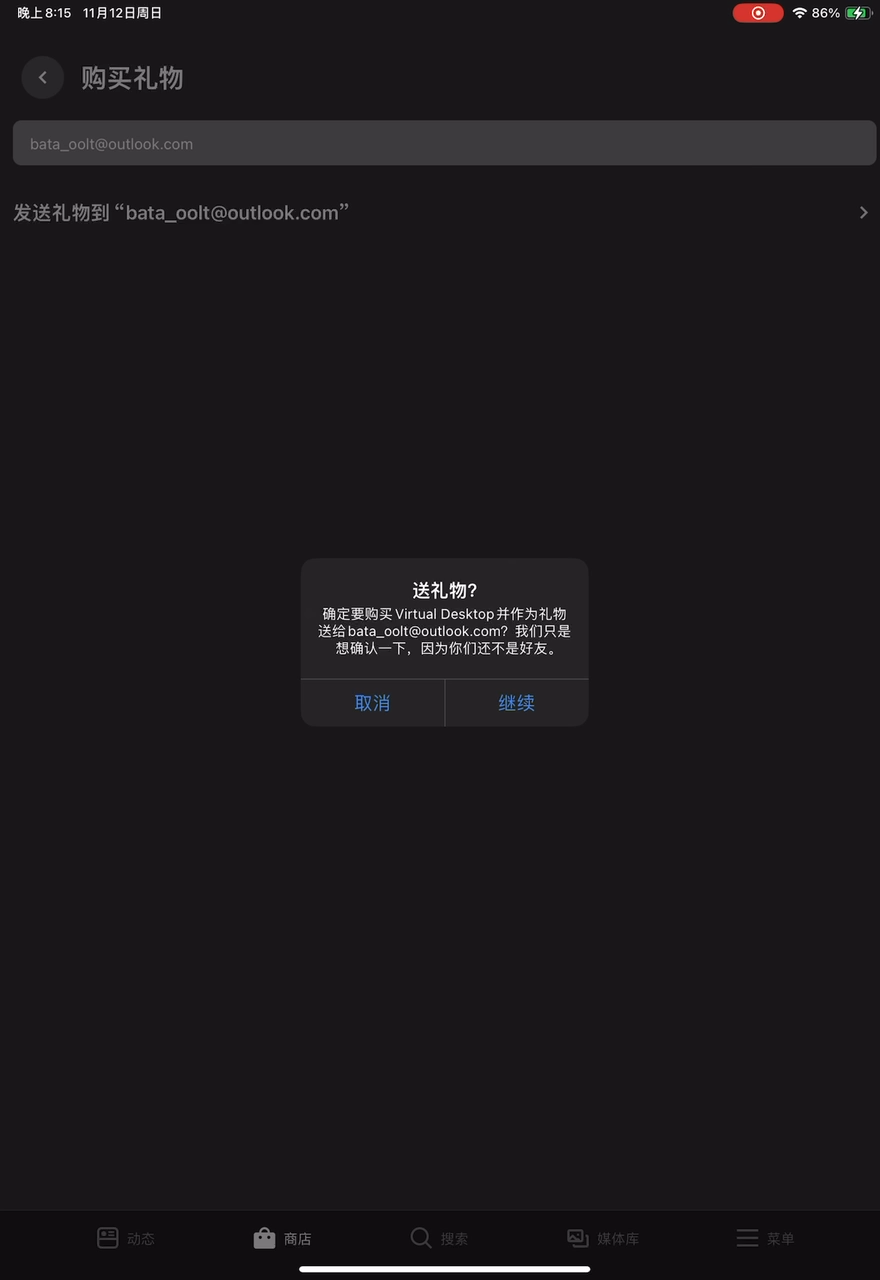 晚上8:15 11月12日周日
86%
购买礼物
bata_oolt@outlook.com
发送礼物到“bata_oolt@outlook.com”
送礼物?
确定要购买 Virtual Desktop 并作为礼物
送给 bata_oolt@outlook.com？我们只是
想确认一下，因为你们还不是好友。
取消
继续
动态
商店
搜索
媒体库
菜单